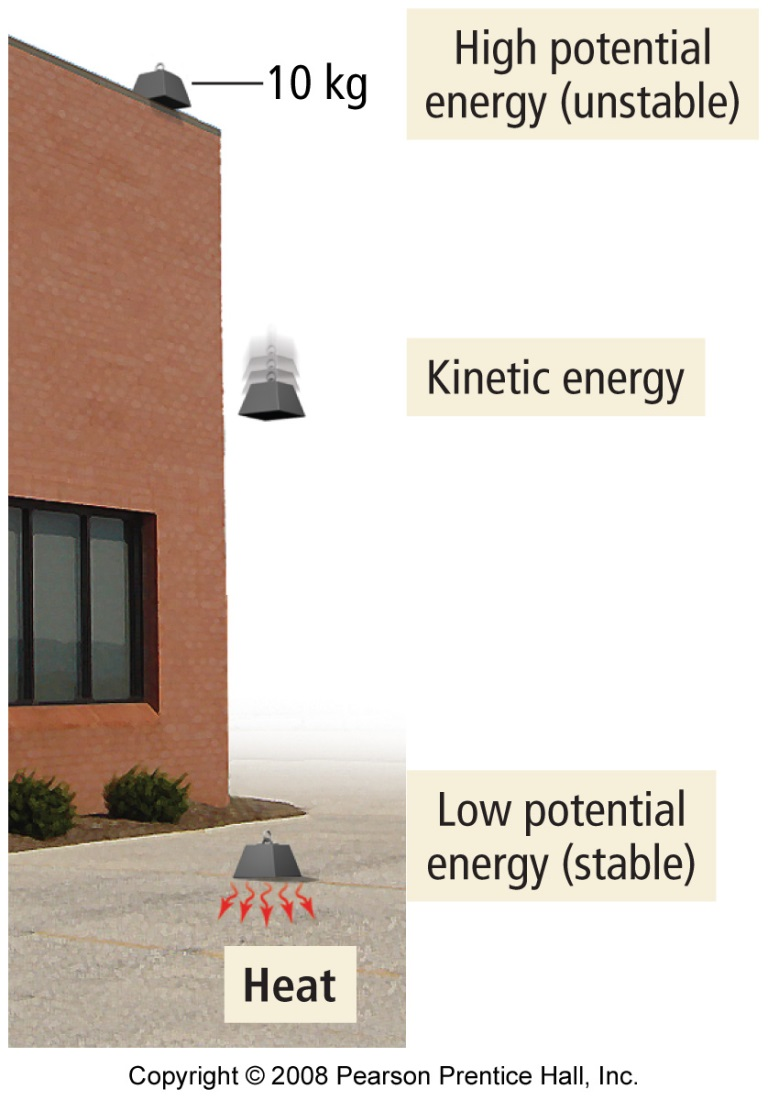 High potential
energy (unstable)
10 kg
Kinetic energy
Low potential
energy (stable)
Heat
Copyright © 2008 Pearson Prentice Hall, Inc.